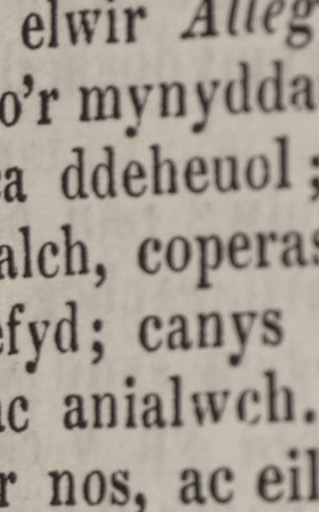 elwir Alleg
o'r mynydda
a ddeheuol ;
alch, coperas
efyd; canys
ac anialwch.
r nos, ac eil